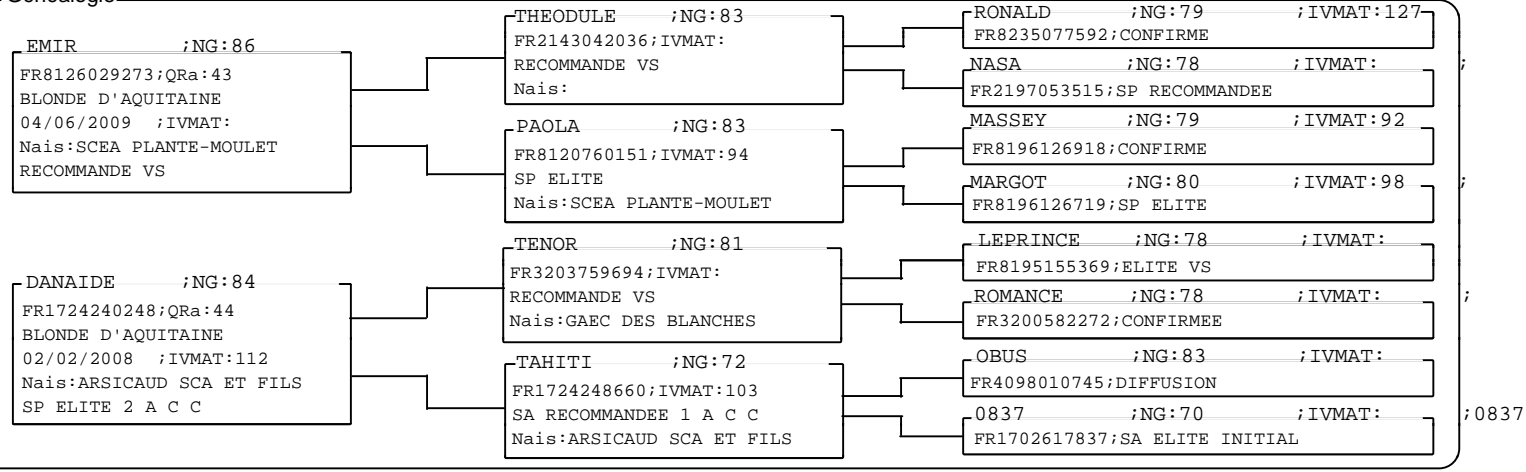 Généalogie
EMIR ;NG:86
FR8126029273;QRa:43
BLONDE D'AQUITAINE
04/06/2009 ;IVMAT:
Nais:SCEA PLANTE-MOULET
RECOMMANDE VS
DANAIDE ;NG:84
FR1724240248;QRa:44
BLONDE D'AQUITAINE
02/02/2008 ;IVMAT:112
Nais:ARSICAUD SCA ET FILS
SP ELITE 2 A C C
THEODULE ;NG:83
FR2143042036;IVMAT:
RECOMMANDE VS
Nais:
PAOLA ;NG:83
FR8120760151;IVMAT:94
SP ELITE
Nais:SCEA PLANTE-MOULET
TENOR ;NG:81
FR3203759694;IVMAT:
RECOMMANDE VS
Nais:GAEC DES BLANCHES
TAHITI ;NG:72
FR1724248660;IVMAT:103
SA RECOMMANDEE 1 A C C
Nais:ARSICAUD SCA ET FILS
RONALD ;NG:79 ;IVMAT:127
FR8235077592;CONFIRME
NASA ;NG:78 ;IVMAT: ;
FR2197053515;SP RECOMMANDEE
MASSEY ;NG:79 ;IVMAT:92
FR8196126918;CONFIRME
MARGOT ;NG:80 ;IVMAT:98 ;
FR8196126719;SP ELITE
LEPRINCE ;NG:78 ;IVMAT:
FR8195155369;ELITE VS
ROMANCE ;NG:78 ;IVMAT: ;
FR3200582272;CONFIRMEE
OBUS ;NG:83 ;IVMAT:
FR4098010745;DIFFUSION
0837 ;NG:70 ;IVMAT: ;0837
FR1702617837;SA ELITE INITIAL